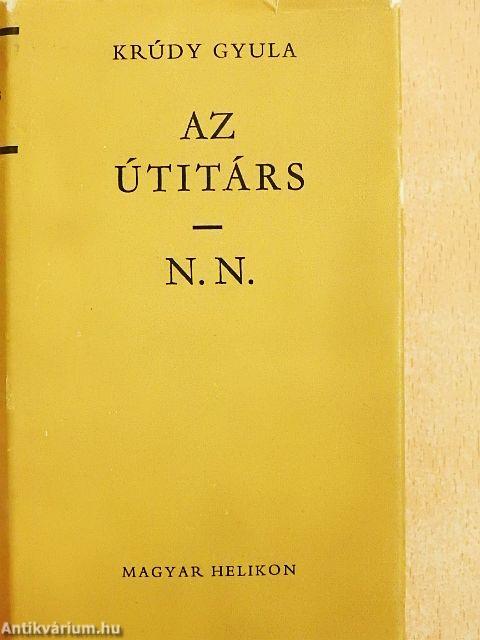 KRÚDY GYULA
AZ
ÚTITÁRS
—
N. N.
MAGYAR HELIKON
Antikvárium.hu